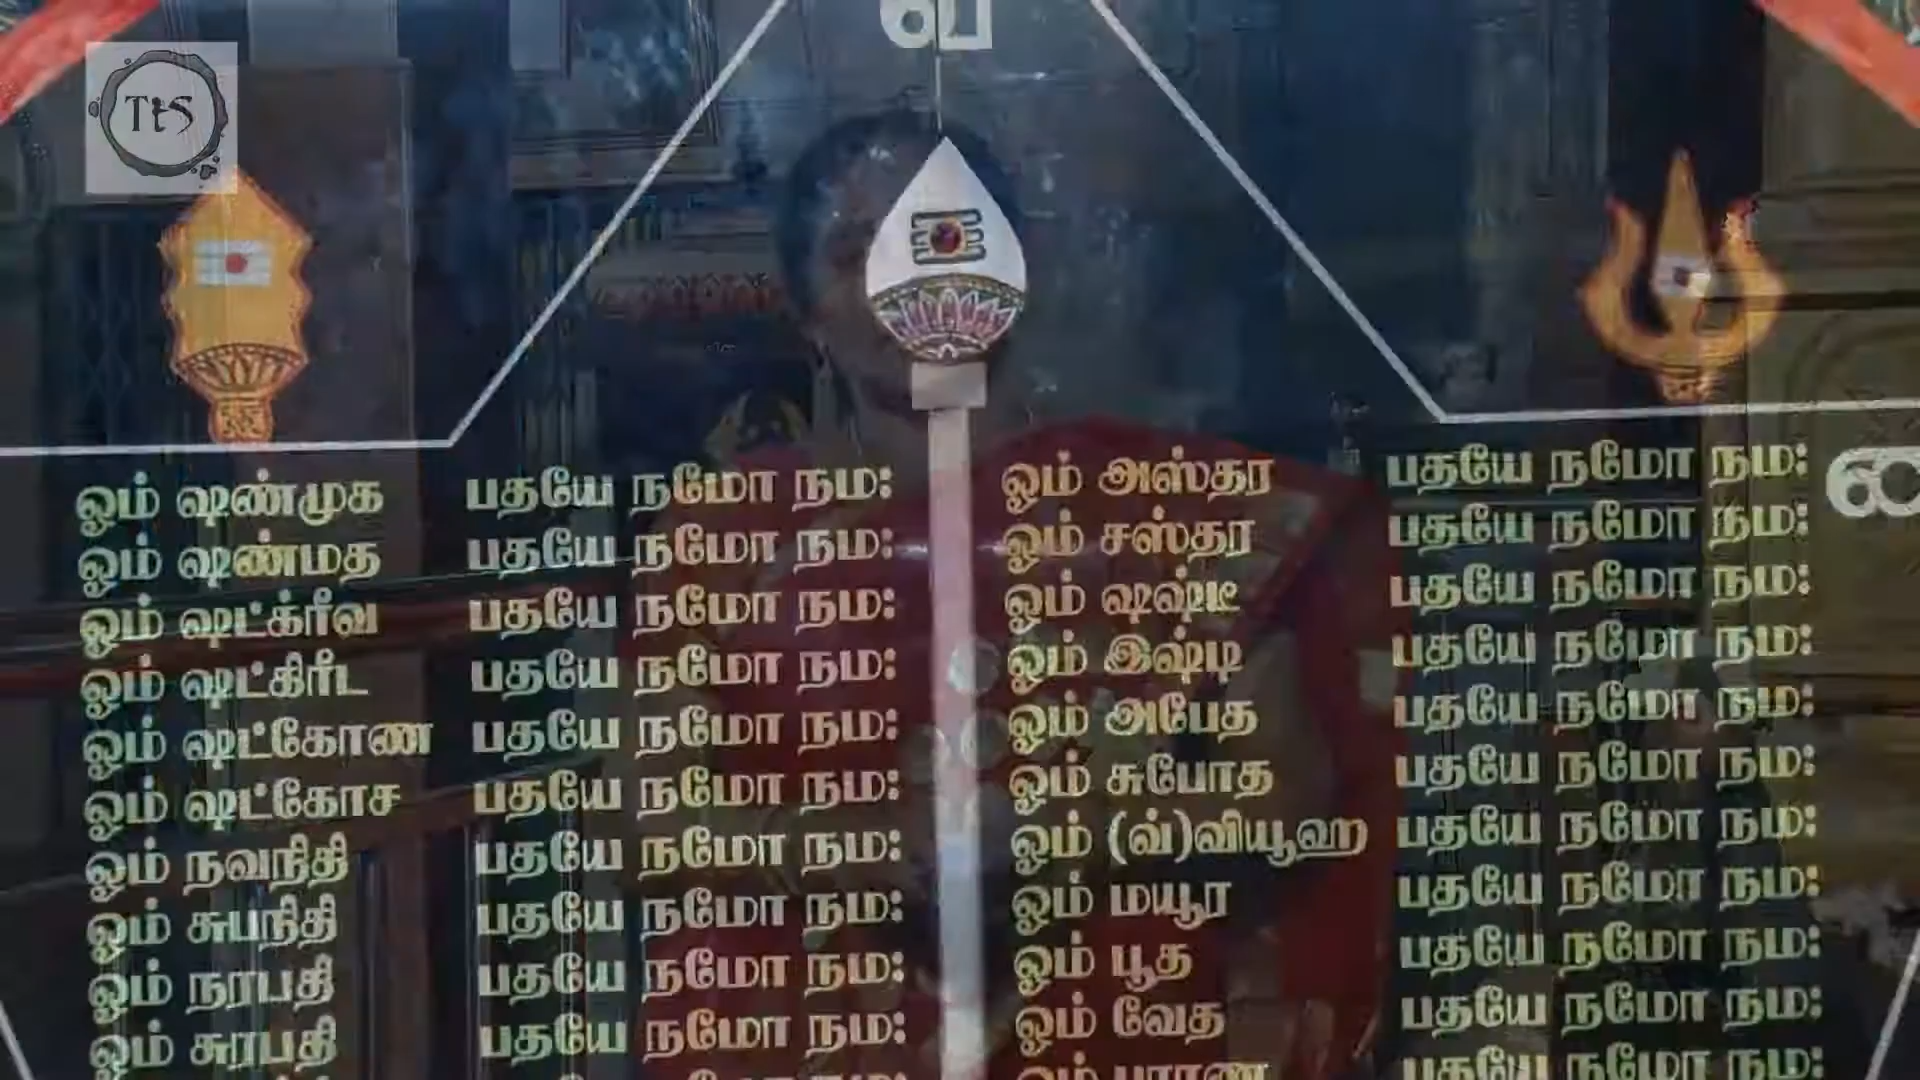 TtS
வ
ஓம் ஷண்முக பதயே நமோ நம:
ஓம் ஷண்மத பதயே நமோ நம:
ஓம் ஷட்க்ரீவ பதயே நமோ நம:
ஓம் ஷட்கிரீட பதயே நமோ நம:
ஓம் ஷட்கோண பதயே நமோ நம:
ஓம் ஷட்கோச பதயே நமோ நம:
ஓம் நவநிதி பதயே நமோ நம:
ஓம் சுபநிதி பதயே நமோ நம:
ஓம் நரபதி பதயே நமோ நம:
ஓம் சுரபதி பதயே நமோ நம:
ஓம் அஸ்தர பதயே நமோ நம:
ஓம் சஸ்தர பதயே நமோ நம:
ஓம் ஷஷ்டீ பதயே நமோ நம:
ஓம் இஷ்டி பதயே நமோ நம:
ஓம் அபேத பதயே நமோ நம:
ஓம் சுபோத பதயே நமோ நம:
ஓம் (வ்)வியூஹ பதயே நமோ நம:
ஓம் மயூர பதயே நமோ நம:
ஓம் பூத பதயே நமோ நம:
ஓம் வேத பதயே நமோ நம: